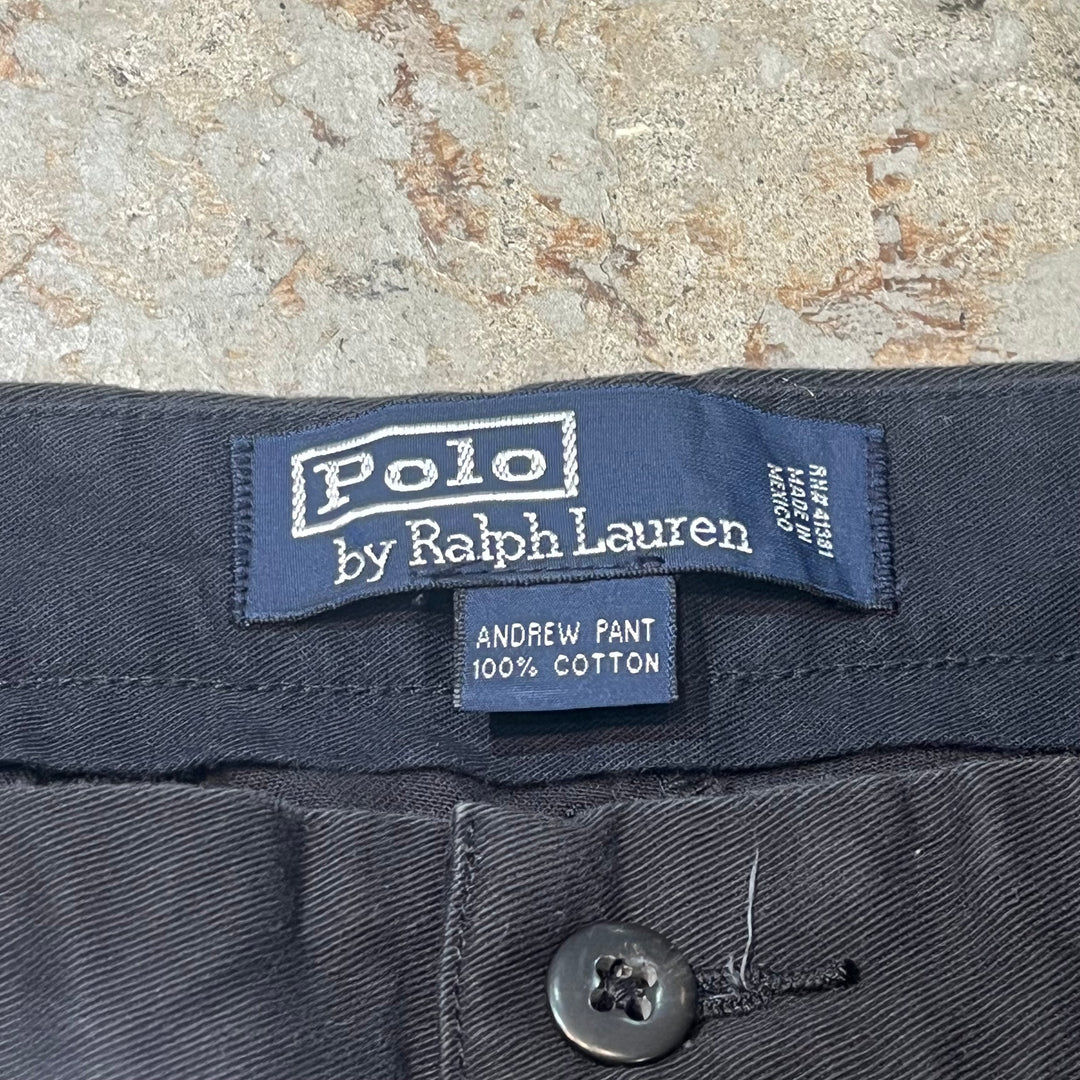 Polo
by Ralph Lauren
RN# 41381
MADE IN
MEXICO
ANDREW PANT
100% COTTON